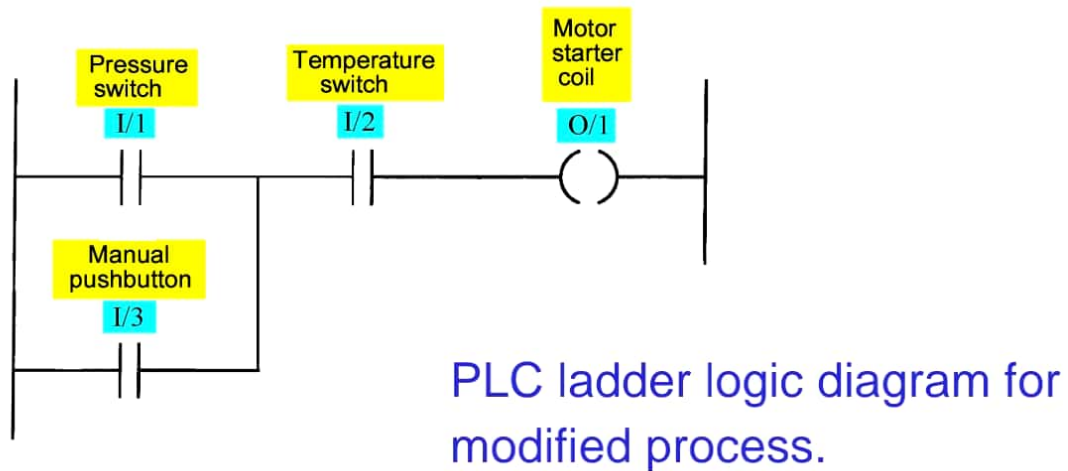 Pressure
switch
I/1
Temperature
switch
I/2
Motor
starter
coil
O/1
Manual
pushbutton
I/3
PLC ladder logic diagram for
modified process.